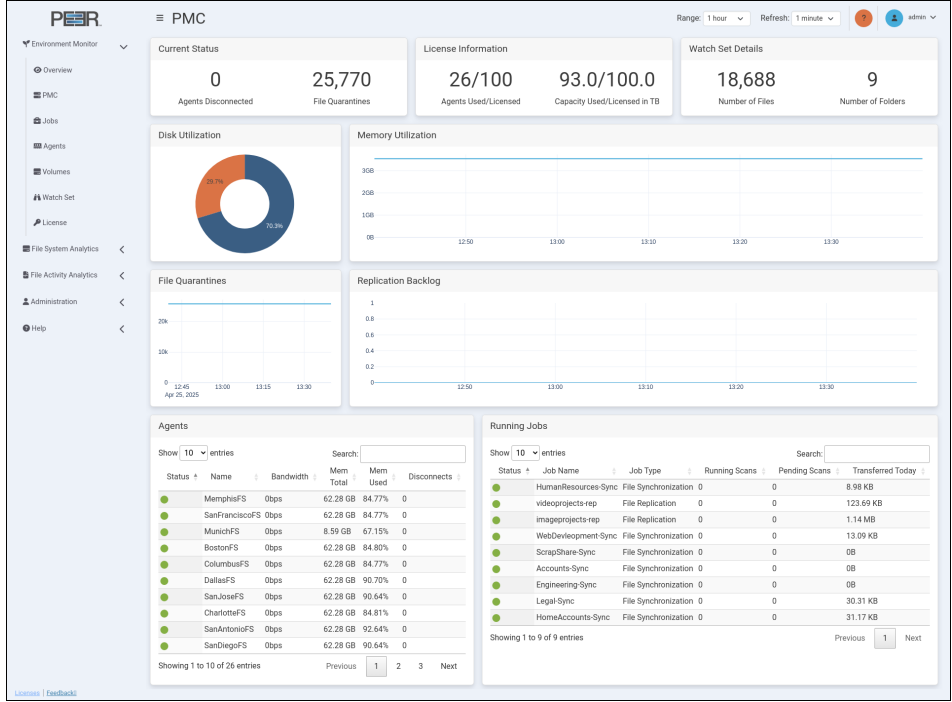 PEER
PMC
Range: 1 hour Refresh: 1 minute ? admin
Environment Monitor
Overview
PMC
Jobs
Agents
Volumes
Watch Set
License
File System Analytics
File Activity Analytics
Administration
Help
Licenses | Feedback!
Current Status
0 25,770
Agents Disconnected File Quarantines
License Information
26/100 93.0/100.0
Agents Used/Licensed Capacity Used/Licensed in TB
Watch Set Details
18,688 9
Number of Files Number of Folders
Disk Utilization
29.7%
70.3%
Memory Utilization
3GB
2GB
1GB
0B
12:50 13:00 13:10 13:20 13:30
File Quarantines
20k
10k
0
12:45 13:00 13:15 13:30
Apr 25, 2025
Replication Backlog
1
0.8
0.6
0.4
0.2
0
12:50 13:00 13:10 13:20 13:30
Agents
Show 10 entries Search:
Status Name Bandwidth Mem Total Mem Used Disconnects
MemphisFS 0bps 62.28 GB 84.77% 0
SanFranciscoFS 0bps 62.28 GB 84.77% 0
MunichFS 0bps 8.59 GB 67.15% 0
BostonFS 0bps 62.28 GB 84.80% 0
ColumbusFS 0bps 62.28 GB 84.77% 0
DallasFS 0bps 62.28 GB 90.70% 0
SanJoseFS 0bps 62.28 GB 90.64% 0
CharlotteFS 0bps 62.28 GB 84.81% 0
SanAntonioFS 0bps 62.28 GB 92.64% 0
SanDiegoFS 0bps 62.28 GB 90.64% 0
Showing 1 to 10 of 26 entries Previous 1 2 3 Next
Running Jobs
Show 10 entries Search:
Status Job Name Job Type Running Scans Pending Scans Transferred Today
HumanResources-Sync File Synchronization 0 0 8.98 KB
videoprojects-rep File Replication 0 0 123.69 KB
imageprojects-rep File Replication 0 0 1.14 MB
WebDevleopment-Sync File Synchronization 0 0 13.09 KB
ScrapShare-Sync File Synchronization 0 0 0B
Accounts-Sync File Synchronization 0 0 0B
Engineering-Sync File Synchronization 0 0 0B
Legal-Sync File Synchronization 0 0 30.31 KB
HomeAccounts-Sync File Synchronization 0 0 31.17 KB
Showing 1 to 9 of 9 entries Previous 1 Next